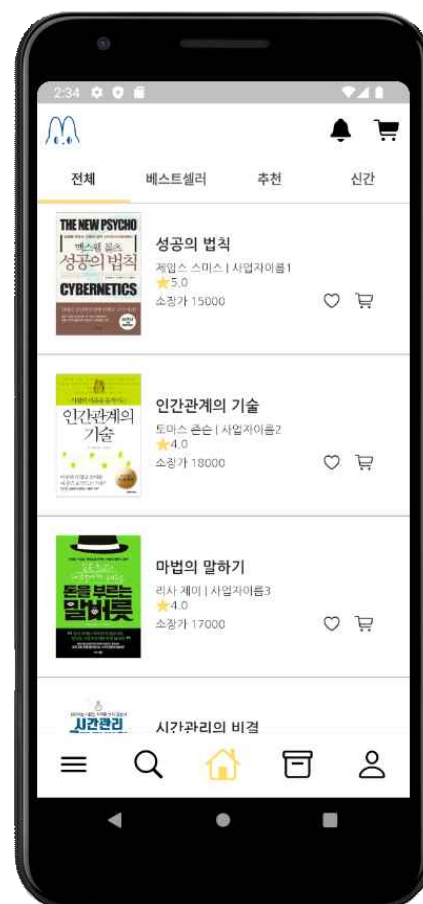 2:34
전체 베스트셀러 추천 신간
THE NEW PSYCHO
맥스웰 몰츠
성공의 법칙
CYBERNETICS
성공의 법칙
제임스 스미스 | 사업자이름1
5.0
소장가 15000
인간관계의
기술
인간관계의 기술
토마스 존슨 | 사업자이름2
4.0
소장가 18000
돈을 부르는
말버릇
마법의 말하기
리사 제이 | 사업자이름3
4.0
소장가 17000
시간관리
시간관리의 비결